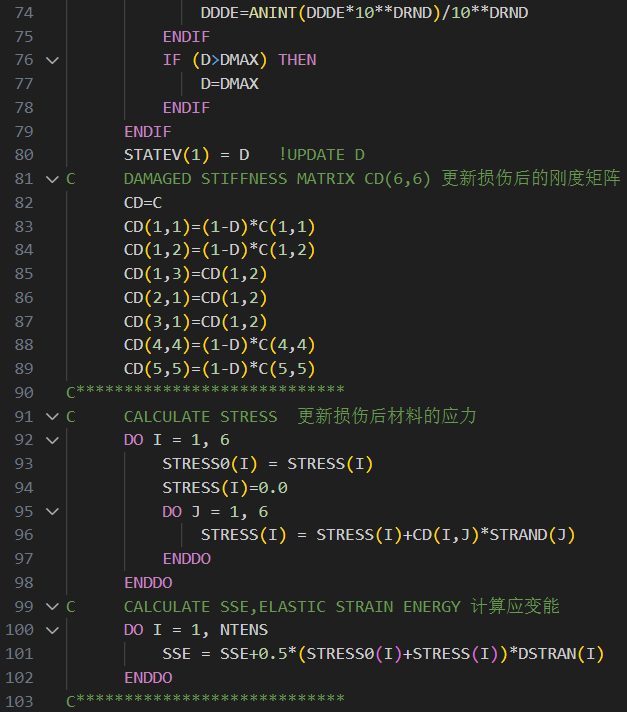 74 DDDE=ANINT(DDDE*10**DRND)/10**DRND
75 ENDIF
76 IF (D>DMAX) THEN
77 D=DMAX
78 ENDIF
79 ENDIF
80 STATEV(1) = D !UPDATE D
81 C DAMAGED STIFFNESS MATRIX CD(6,6) 更新损伤后的刚度矩阵
82 CD=C
83 CD(1,1)=(1-D)*C(1,1)
84 CD(1,2)=(1-D)*C(1,2)
85 CD(1,3)=CD(1,2)
86 CD(2,1)=CD(1,2)
87 CD(3,1)=CD(1,2)
88 CD(4,4)=(1-D)*C(4,4)
89 CD(5,5)=(1-D)*C(5,5)
90 C****************************
91 C CALCULATE STRESS 更新损伤后材料的应力
92 DO I = 1, 6
93 STRESS0(I) = STRESS(I)
94 STRESS(I)=0.0
95 DO J = 1, 6
96 STRESS(I) = STRESS(I)+CD(I,J)*STRAND(J)
97 ENDDO
98 ENDDO
99 C CALCULATE SSE,ELASTIC STRAIN ENERGY 计算应变能
100 DO I = 1, NTENS
101 SSE = SSE+0.5*(STRESS0(I)+STRESS(I))*DSTRAN(I)
102 ENDDO
103 C****************************